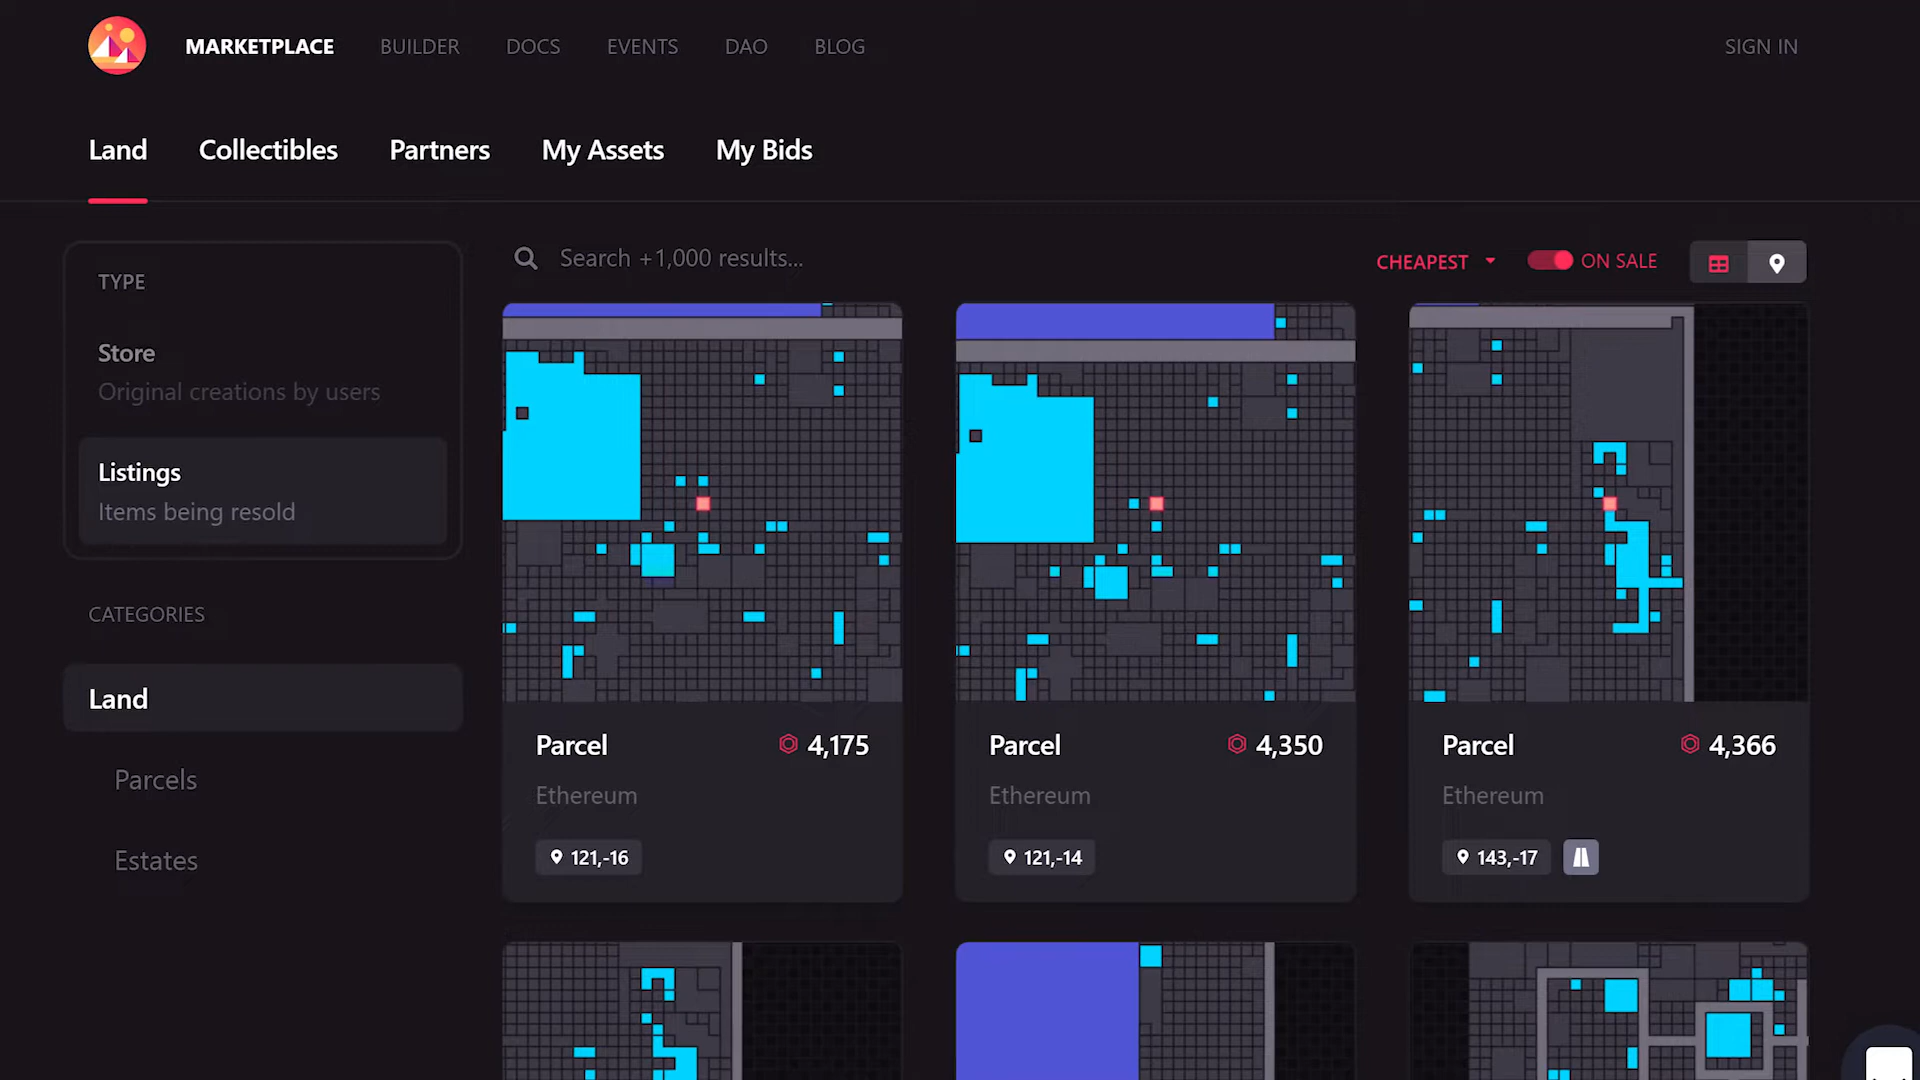 MARKETPLACE BUILDER DOCS EVENTS DAO BLOG SIGN IN
Land Collectibles Partners My Assets My Bids
TYPE
Store
Original creations by users
Listings
Items being resold
CATEGORIES
Land
Parcels
Estates
Search +1,000 results...
CHEAPEST ON SALE
Parcel 4,175
Ethereum
121,-16
Parcel 4,350
Ethereum
121,-14
Parcel 4,366
Ethereum
143,-17